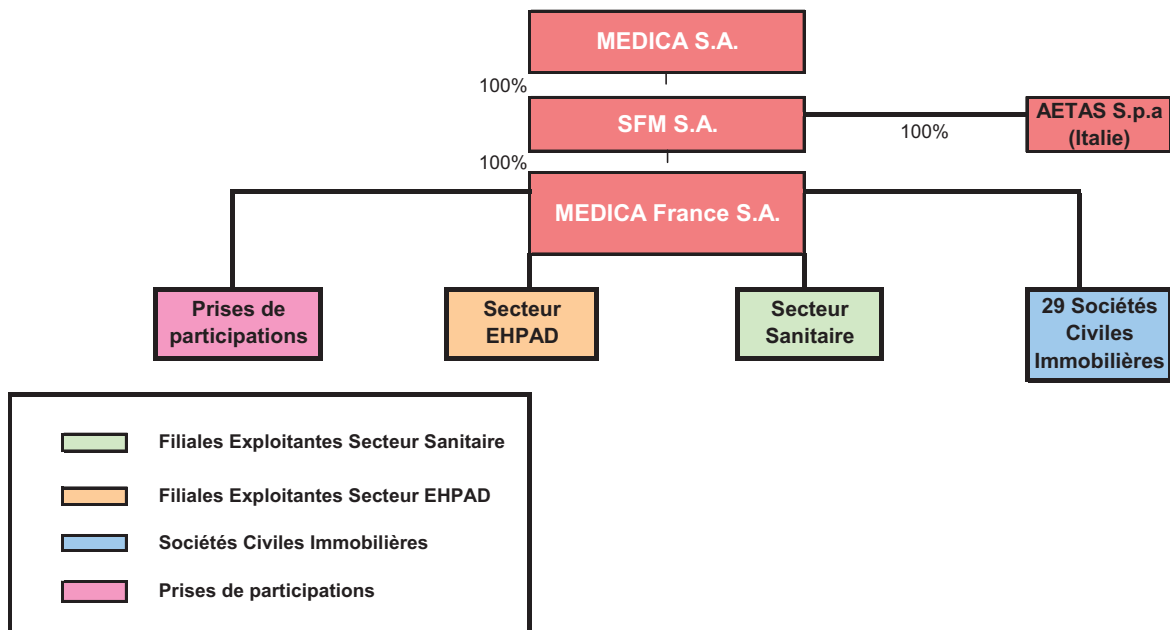 MEDICA S.A.
100%
SFM S.A.
AETAS S.p.a
(Italie)
100%
100%
MEDICA France S.A.
Prises de
participations
Secteur
EHPAD
Secteur
Sanitaire
29 Sociétés
Civiles
Immobilières
Filiales Exploitantes Secteur Sanitaire
Filiales Exploitantes Secteur EHPAD
Sociétés Civiles Immobilières
Prises de participations